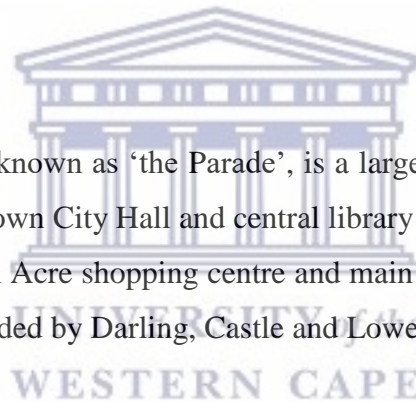 known as ‘the Parade’, is a large
own City Hall and central library
Acre shopping centre and main
ded by Darling, Castle and Lowe
UNIVERSITY of the
WESTERN CAPE